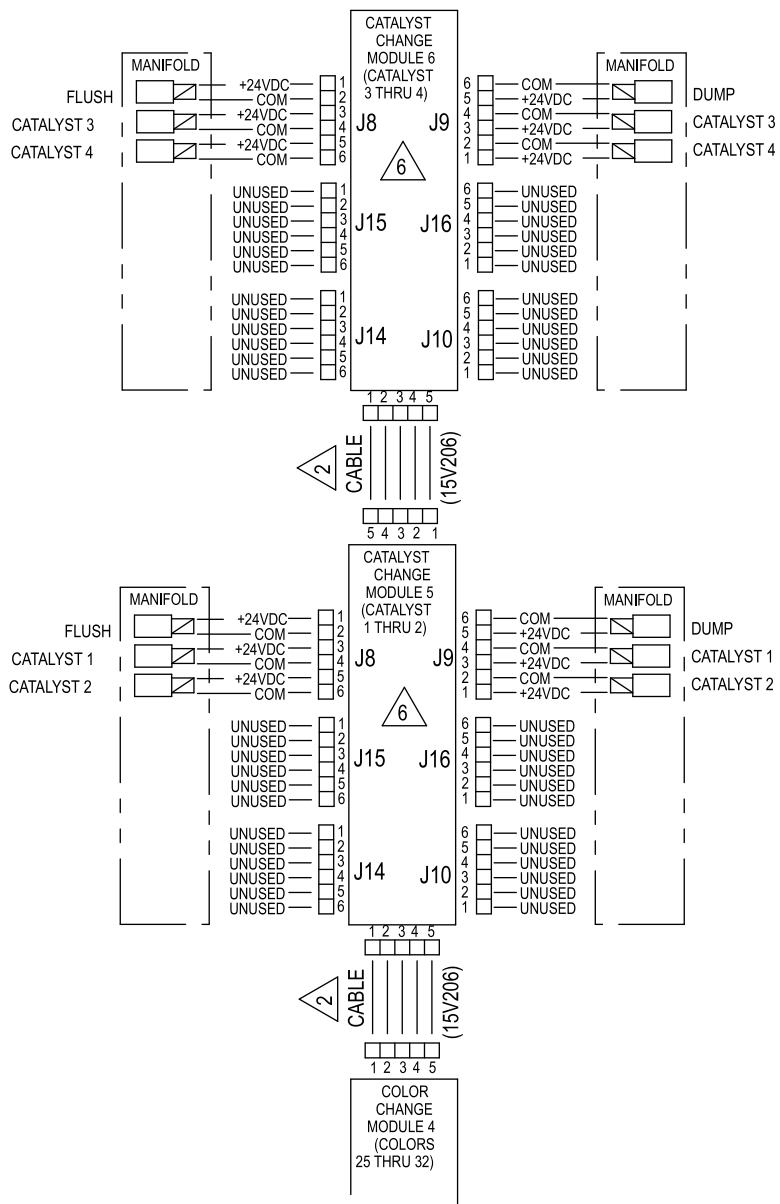 CATALYST
CHANGE
MODULE 6
(CATALYST
3 THRU 4)
MANIFOLD
FLUSH
CATALYST 3
CATALYST 4
+24VDC 1
COM 2
+24VDC 3
COM 4
+24VDC 5
COM 6
J8 J9
6
6 COM
5 +24VDC
4 COM
3 +24VDC
2 COM
1 +24VDC
MANIFOLD
DUMP
CATALYST 3
CATALYST 4
UNUSED 1
UNUSED 2
UNUSED 3
UNUSED 4
UNUSED 5
UNUSED 6
J15 J16
6 UNUSED
5 UNUSED
4 UNUSED
3 UNUSED
2 UNUSED
1 UNUSED
UNUSED 1
UNUSED 2
UNUSED 3
UNUSED 4
UNUSED 5
UNUSED 6
J14 J10
6 UNUSED
5 UNUSED
4 UNUSED
3 UNUSED
2 UNUSED
1 UNUSED
1 2 3 4 5
2
CABLE
(15V206)
5 4 3 2 1
CATALYST
CHANGE
MODULE 5
(CATALYST
1 THRU 2)
MANIFOLD
FLUSH
CATALYST 1
CATALYST 2
+24VDC 1
COM 2
+24VDC 3
COM 4
+24VDC 5
COM 6
J8 J9
6
6 COM
5 +24VDC
4 COM
3 +24VDC
2 COM
1 +24VDC
MANIFOLD
DUMP
CATALYST 1
CATALYST 2
UNUSED 1
UNUSED 2
UNUSED 3
UNUSED 4
UNUSED 5
UNUSED 6
J15 J16
6 UNUSED
5 UNUSED
4 UNUSED
3 UNUSED
2 UNUSED
1 UNUSED
UNUSED 1
UNUSED 2
UNUSED 3
UNUSED 4
UNUSED 5
UNUSED 6
J14 J10
6 UNUSED
5 UNUSED
4 UNUSED
3 UNUSED
2 UNUSED
1 UNUSED
1 2 3 4 5
2
CABLE
(15V206)
1 2 3 4 5
COLOR
CHANGE
MODULE 4
(COLORS
25 THRU 32)